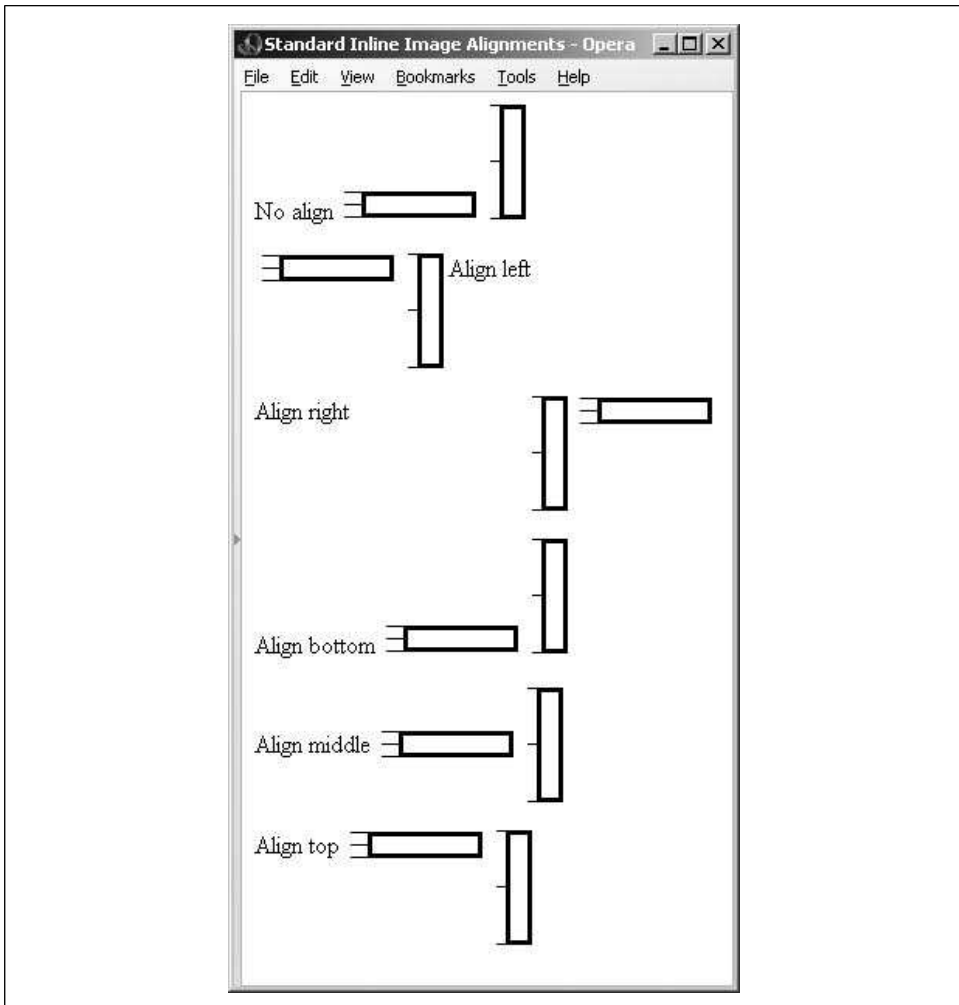 Standard Inline Image Alignments - Opera
File Edit View Bookmarks Tools Help
No align
Align left
Align right
Align bottom
Align middle
Align top